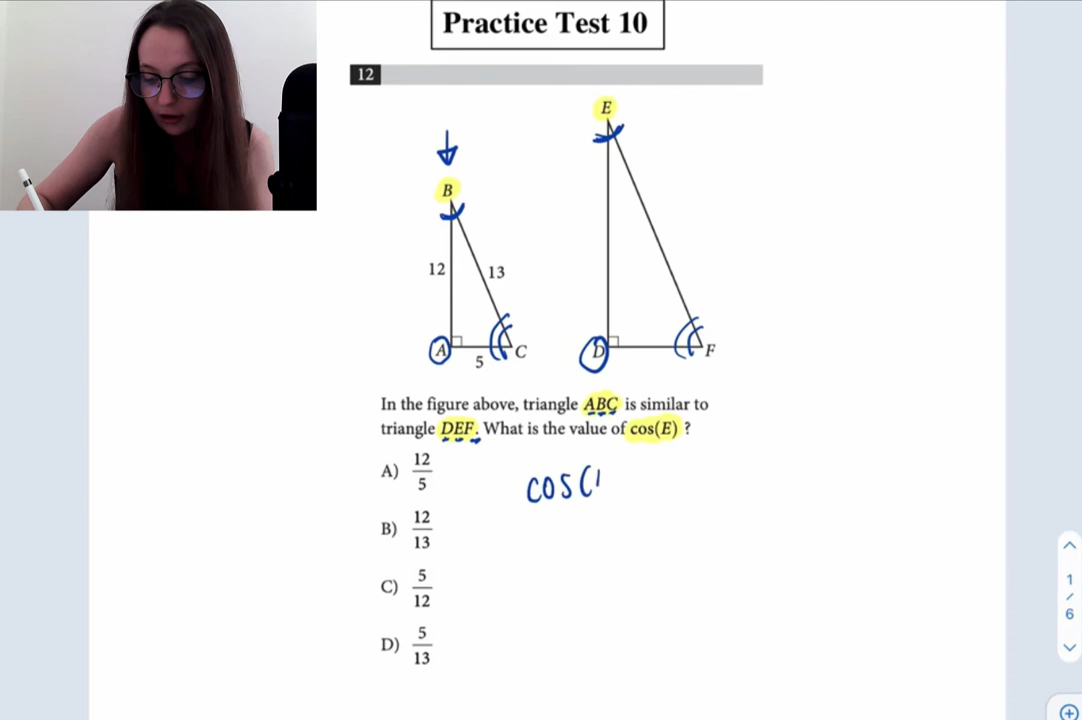 Practice Test 10
12
E
B
12
13
A
5
C
D
F
In the figure above, triangle ABC is similar to
triangle DEF. What is the value of cos(E) ?
A) 12/5
B) 12/13
C) 5/12
D) 5/13
cos(
1
/
6